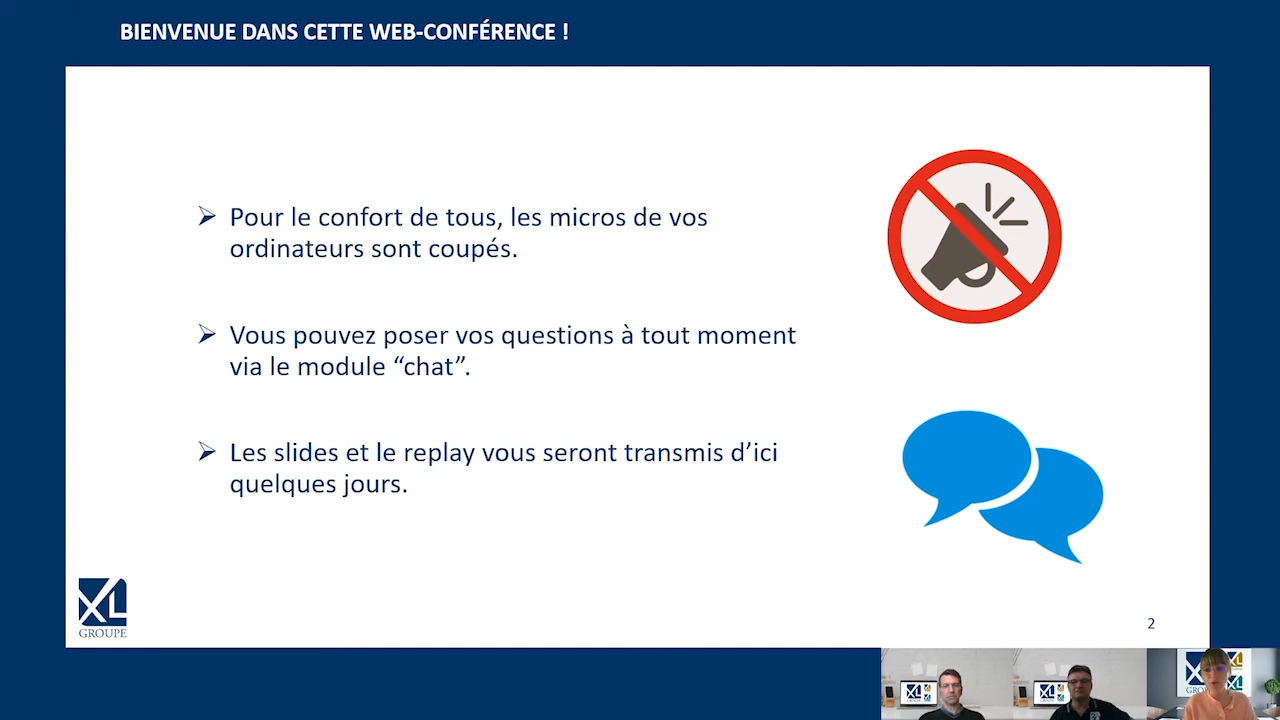 BIENVENUE DANS CETTE WEB-CONFÉRENCE !
➢ Pour le confort de tous, les micros de vos
ordinateurs sont coupés.
➢ Vous pouvez poser vos questions à tout moment
via le module “chat”.
➢ Les slides et le replay vous seront transmis d’ici
quelques jours.
XL
GROUPE
2